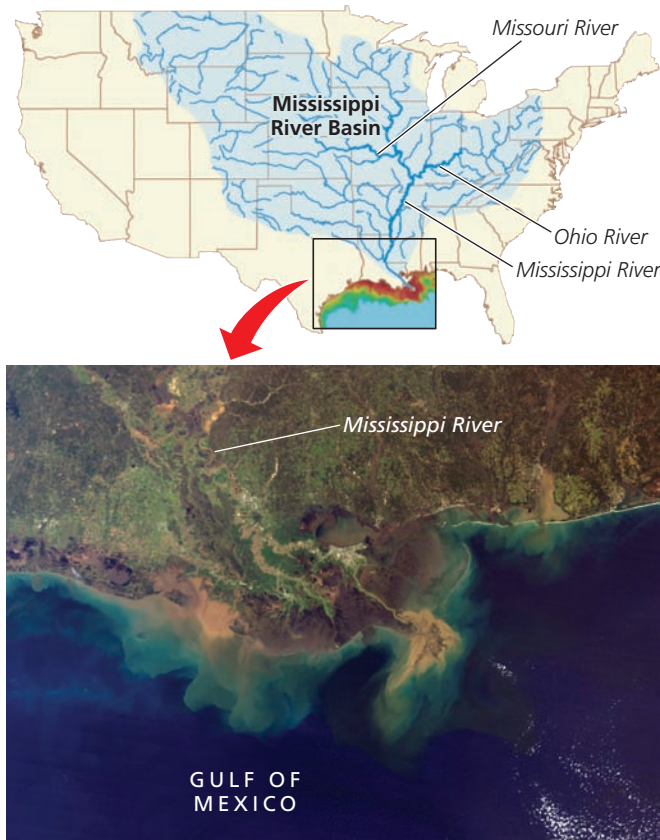 Missouri River
Mississippi
River Basin
Ohio River
Mississippi River
Mississippi River
GULF OF
MEXICO